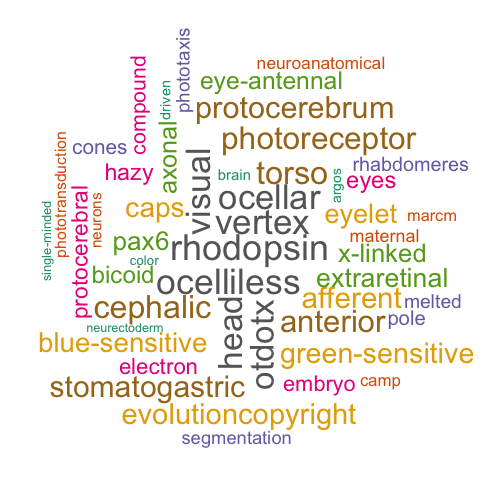 neuroanatomical
phototaxis
compound
driven
eye-antennal
protocerebrum
cones
axonal
photoreceptor
phototransduction
hazy
visual
brain
torso
rhabdomeres
argos
eyes
single-minded
neurons
protocerebral
caps
ocellar
vertex
eyelet
marcm
pax6
rhodopsin
maternal
color
x-linked
bicoid
ocelliless
extraretinal
cephalic
head
otdotx
afferent
melted
neurectoderm
anterior
pole
blue-sensitive
green-sensitive
electron
stomatogastric
embryo
camp
evolutioncopyright
segmentation